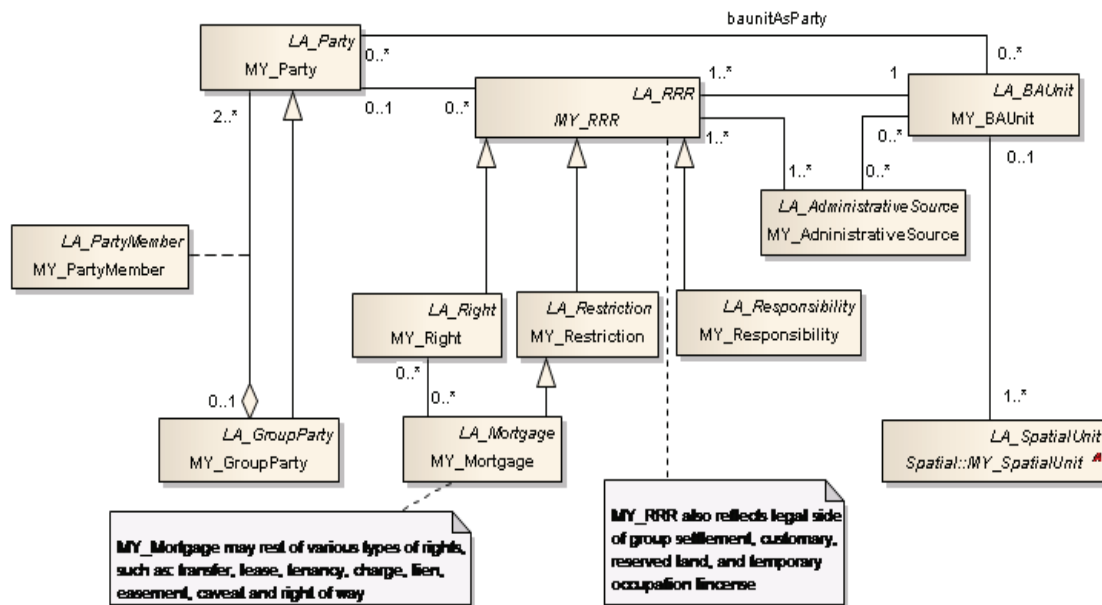 baunitAsParty
LA_Party
MY_Party
0..*
0..*
2..*
0..1
0..*
LA_RRR
MY_RRR
1..*
1
1..*
LA_BAUnit
MY_BAUnit
0..*
0..1
1..*
0..*
LA_AdministrativeSource
MY_AdninistrativeSource
LA_PartyMember
MY_PartyMember
LA_Right
MY_Right
LA_Restriction
MY_Restriction
LA_Responsibility
MY_Responsibility
0..*
0..*
0..1
1..*
LA_GroupParty
MY_GroupParty
LA_Mortgage
MY_Mortgage
LA_SpatialUnit
Spatial::MY_SpatialUnit
MY_Mortgage may rest of various types of rights,
such as: transfer, lease, tenancy, charge, lien,
easement, caveat and right of way
MY_RRR also reflects legal side
of group settlement, customary,
reserved land, and temporary
occupation lincense